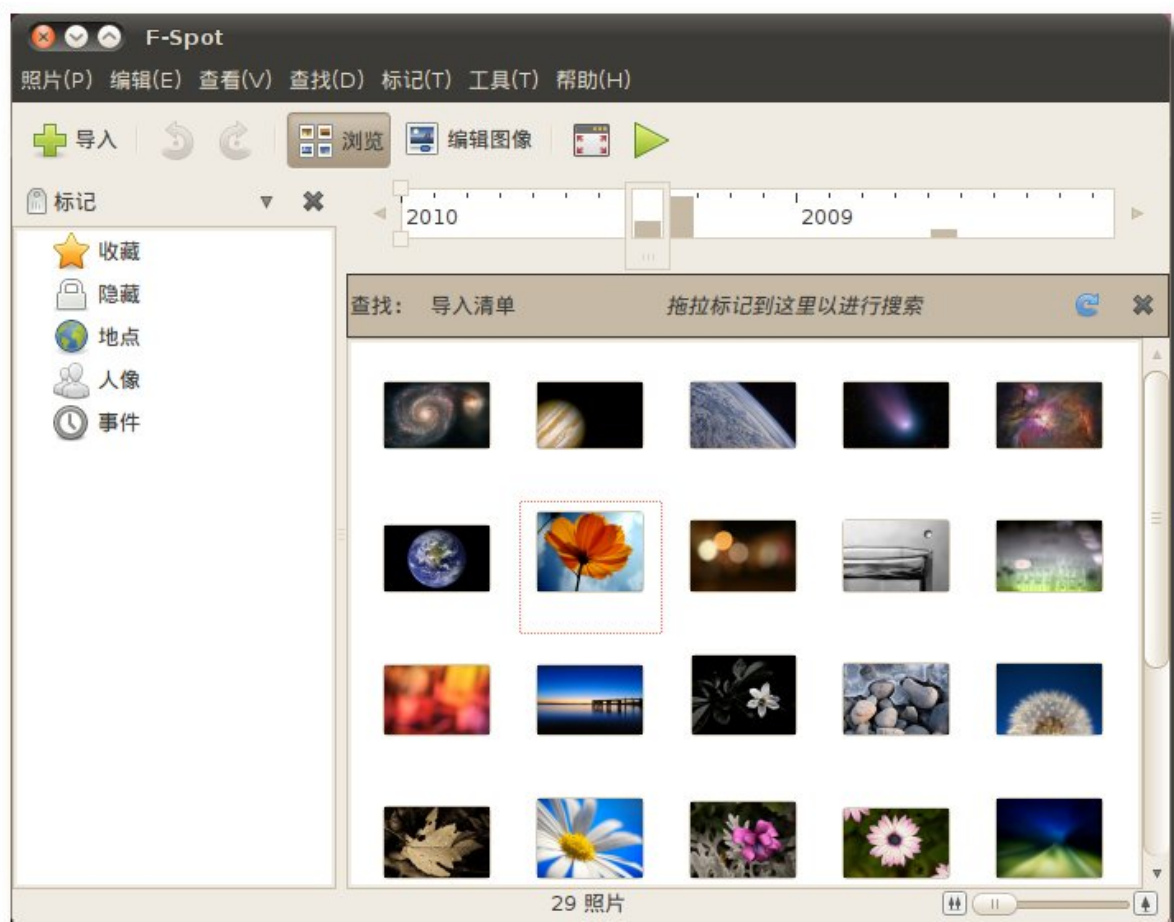 F-Spot
照片(P) 编辑(E) 查看(V) 查找(D) 标记(T) 工具(T) 帮助(H)
导入 浏览 编辑图像
标记
2010 2009
收藏
隐藏
地点
人像
事件
查找: 导入清单 拖拉标记到这里以进行搜索
29 照片